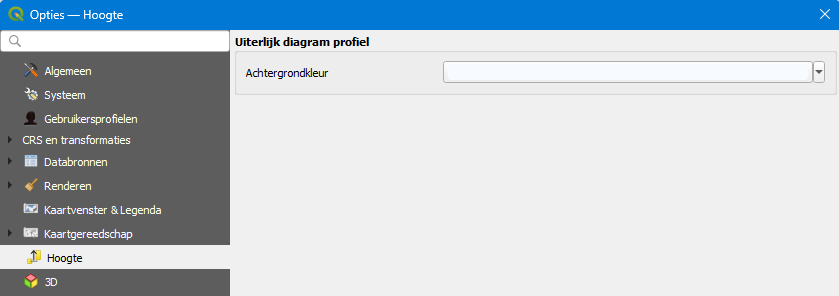 Opties — Hoogte
Uiterlijk diagram profiel
Achtergrondkleur
Algemeen
Systeem
Gebruikersprofielen
CRS en transformaties
Databronnen
Renderen
Kaartvenster & Legenda
Kaartgereedschap
Hoogte
3D